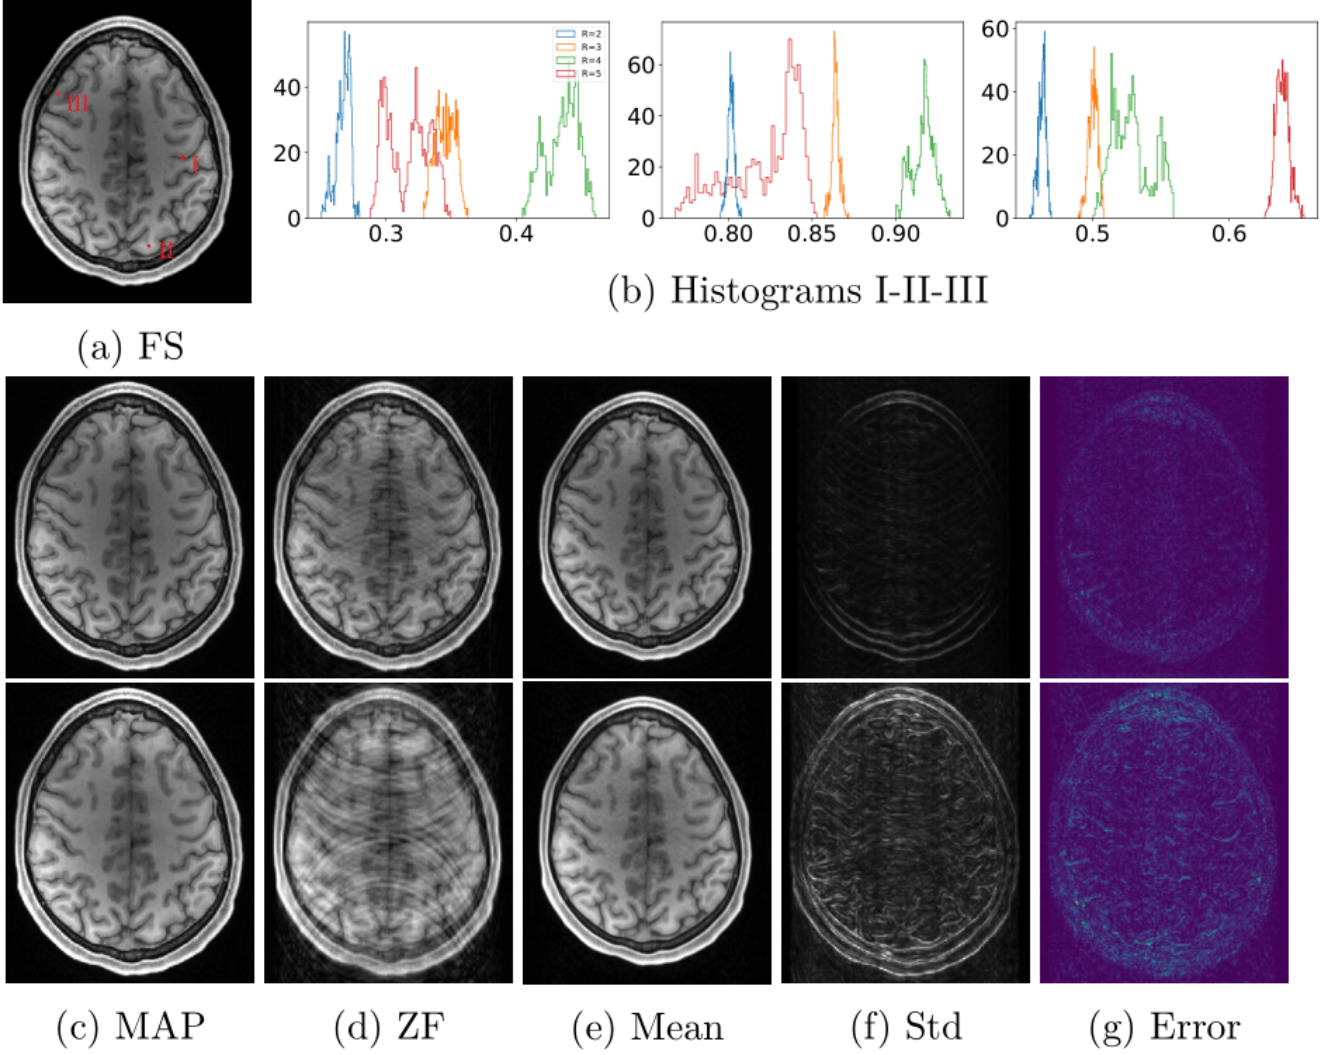 III
I
II
R=2
R=3
R=4
R=5
40
20
0
0.3
0.4
60
40
20
0
0.80
0.85
0.90
60
40
20
0
0.5
0.6
(a) FS
(b) Histograms I-II-III
(c) MAP
(d) ZF
(e) Mean
(f) Std
(g) Error